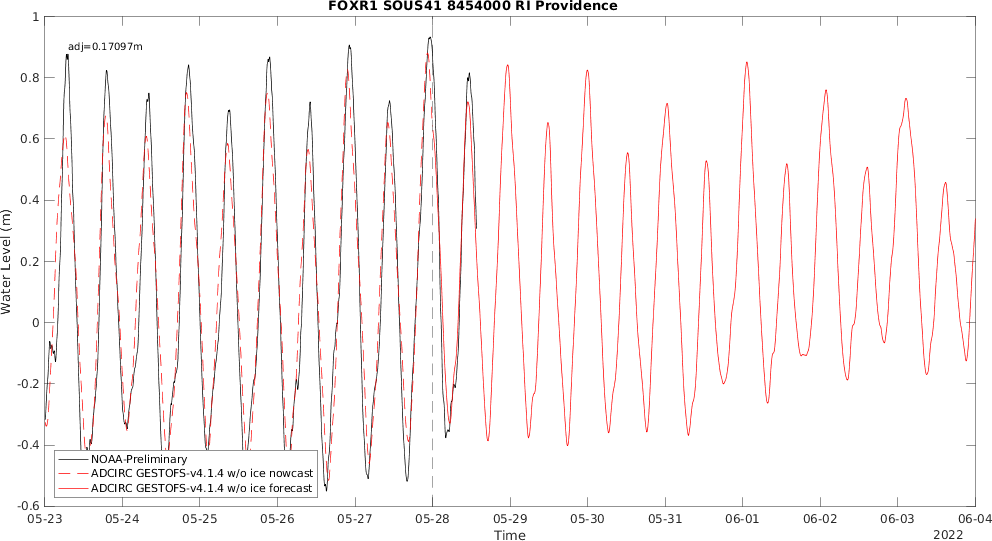 FOXR1 SOUS41 8454000 RI Providence
adj=0.17097m
1
0.8
0.6
0.4
0.2
0
-0.2
-0.4
-0.6
Water Level (m)
NOAA-Preliminary
ADCIRC GESTOFS-v4.1.4 w/o ice nowcast
ADCIRC GESTOFS-v4.1.4 w/o ice forecast
05-23 05-24 05-25 05-26 05-27 05-28 05-29 05-30 05-31 06-01 06-02 06-03 06-04
Time
2022